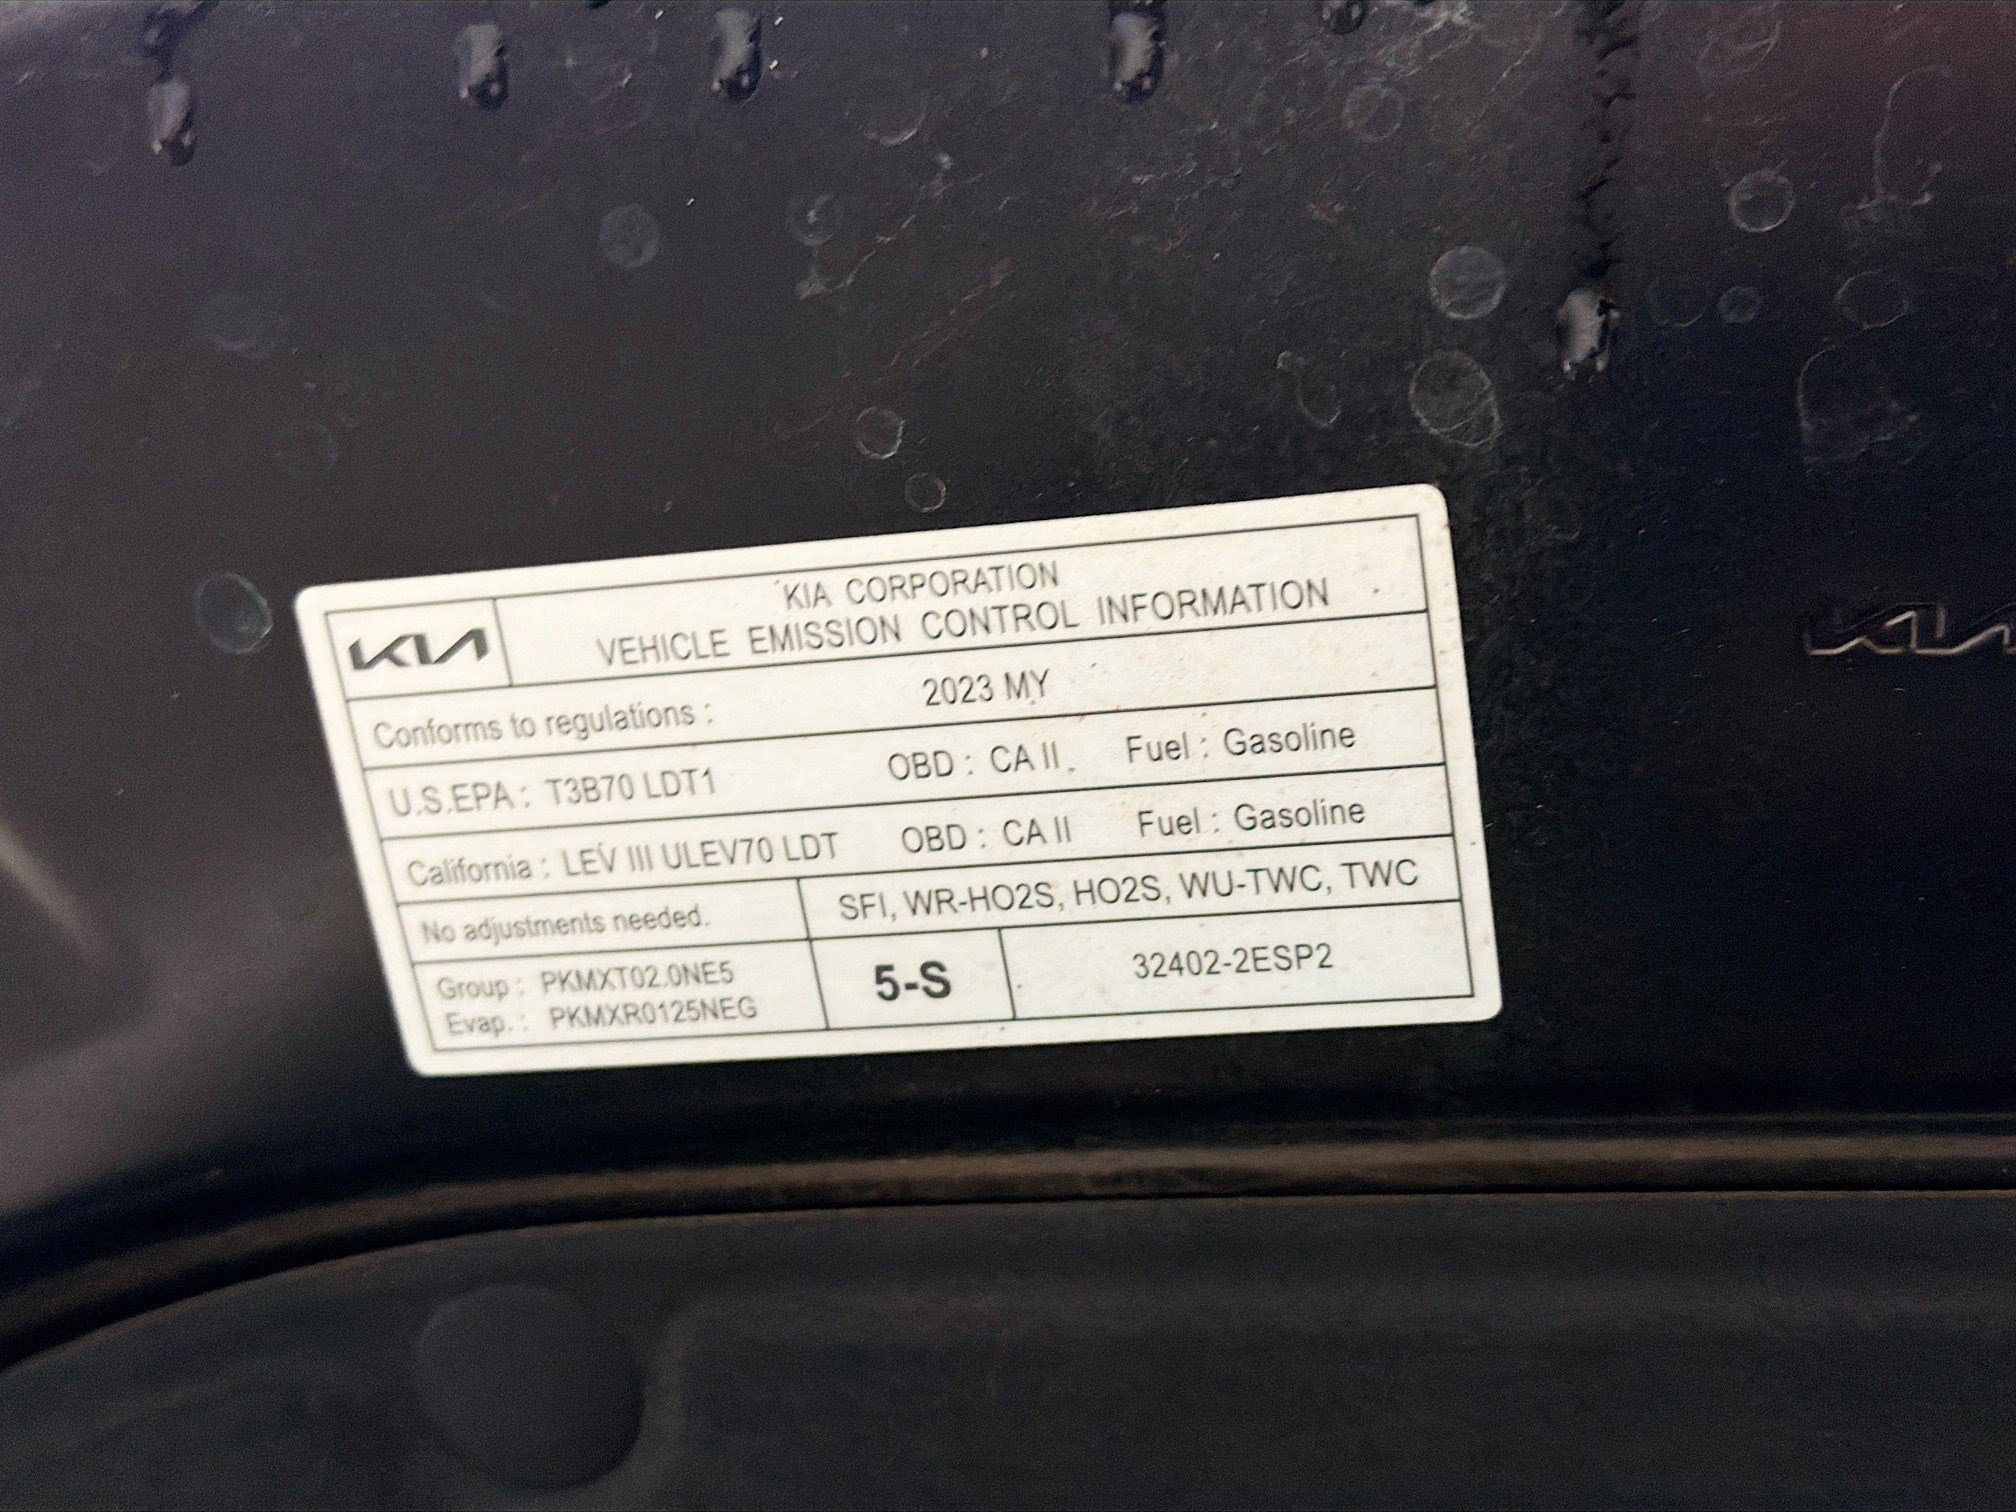 KIA CORPORATION
KIA VEHICLE EMISSION CONTROL INFORMATION
Conforms to regulations : 2023 MY
U.S.EPA : T3B70 LDT1 OBD : CA II Fuel : Gasoline
California : LEV III ULEV70 LDT OBD : CA II Fuel : Gasoline
No adjustments needed. SFI, WR-HO2S, HO2S, WU-TWC, TWC
Group : PKMXT02.0NE5 5-S 32402-2ESP2
Evap. : PKMXR0125NEG
KIA